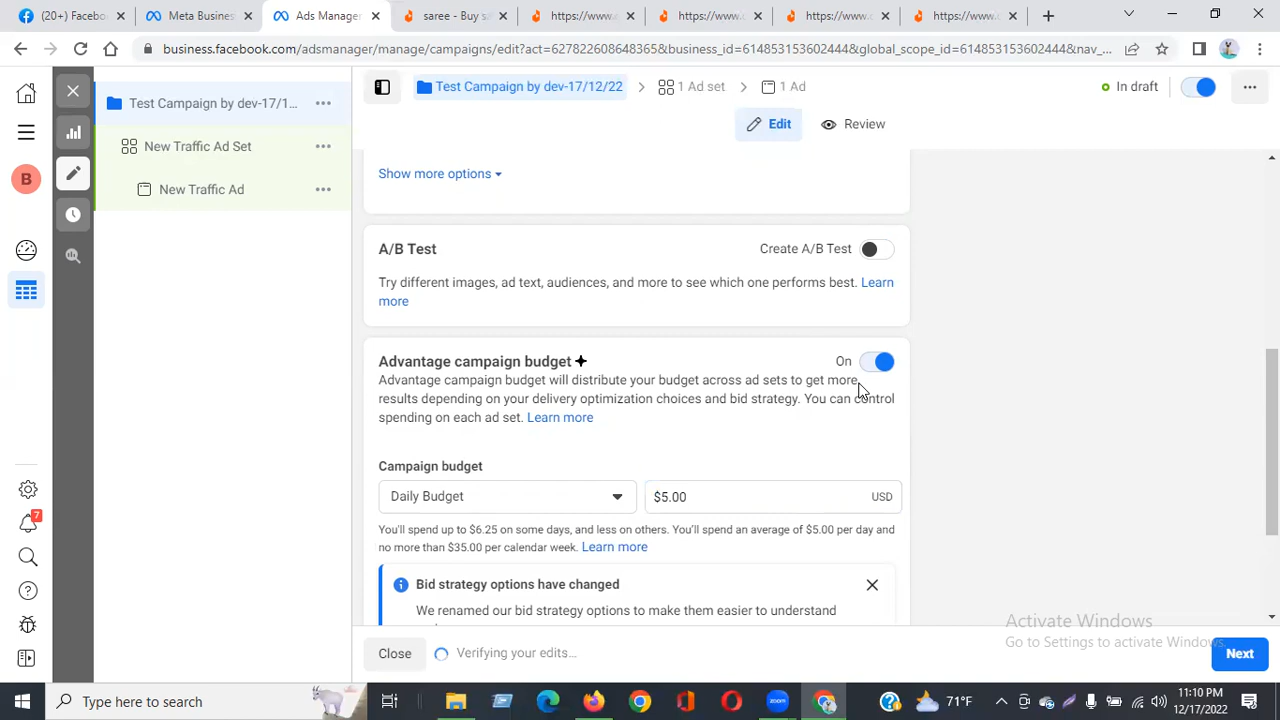 (20+) Facebook
Meta Business
Ads Manager
saree - Buy sa
https://www.a
https://www.c
https://www.c
https://www.c
business.facebook.com/adsmanager/manage/campaigns/edit?act=627822608648365&business_id=614853153602444&global_scope_id=614853153602444&nav_...
Test Campaign by dev-17/1...
New Traffic Ad Set
New Traffic Ad
B
7
Test Campaign by dev-17/12/22
1 Ad set
1 Ad
In draft
Edit
Review
Show more options
A/B Test
Create A/B Test
Try different images, ad text, audiences, and more to see which one performs best. Learn
more
Advantage campaign budget
On
Advantage campaign budget will distribute your budget across ad sets to get more
results depending on your delivery optimization choices and bid strategy. You can control
spending on each ad set. Learn more
Campaign budget
Daily Budget
$5.00
USD
You'll spend up to $6.25 on some days, and less on others. You'll spend an average of $5.00 per day and
no more than $35.00 per calendar week. Learn more
Bid strategy options have changed
We renamed our bid strategy options to make them easier to understand
Close
Verifying your edits...
Next
Activate Windows
Go to Settings to activate Windows.
Type here to search
zoom
71°F
11:10 PM
12/17/2022